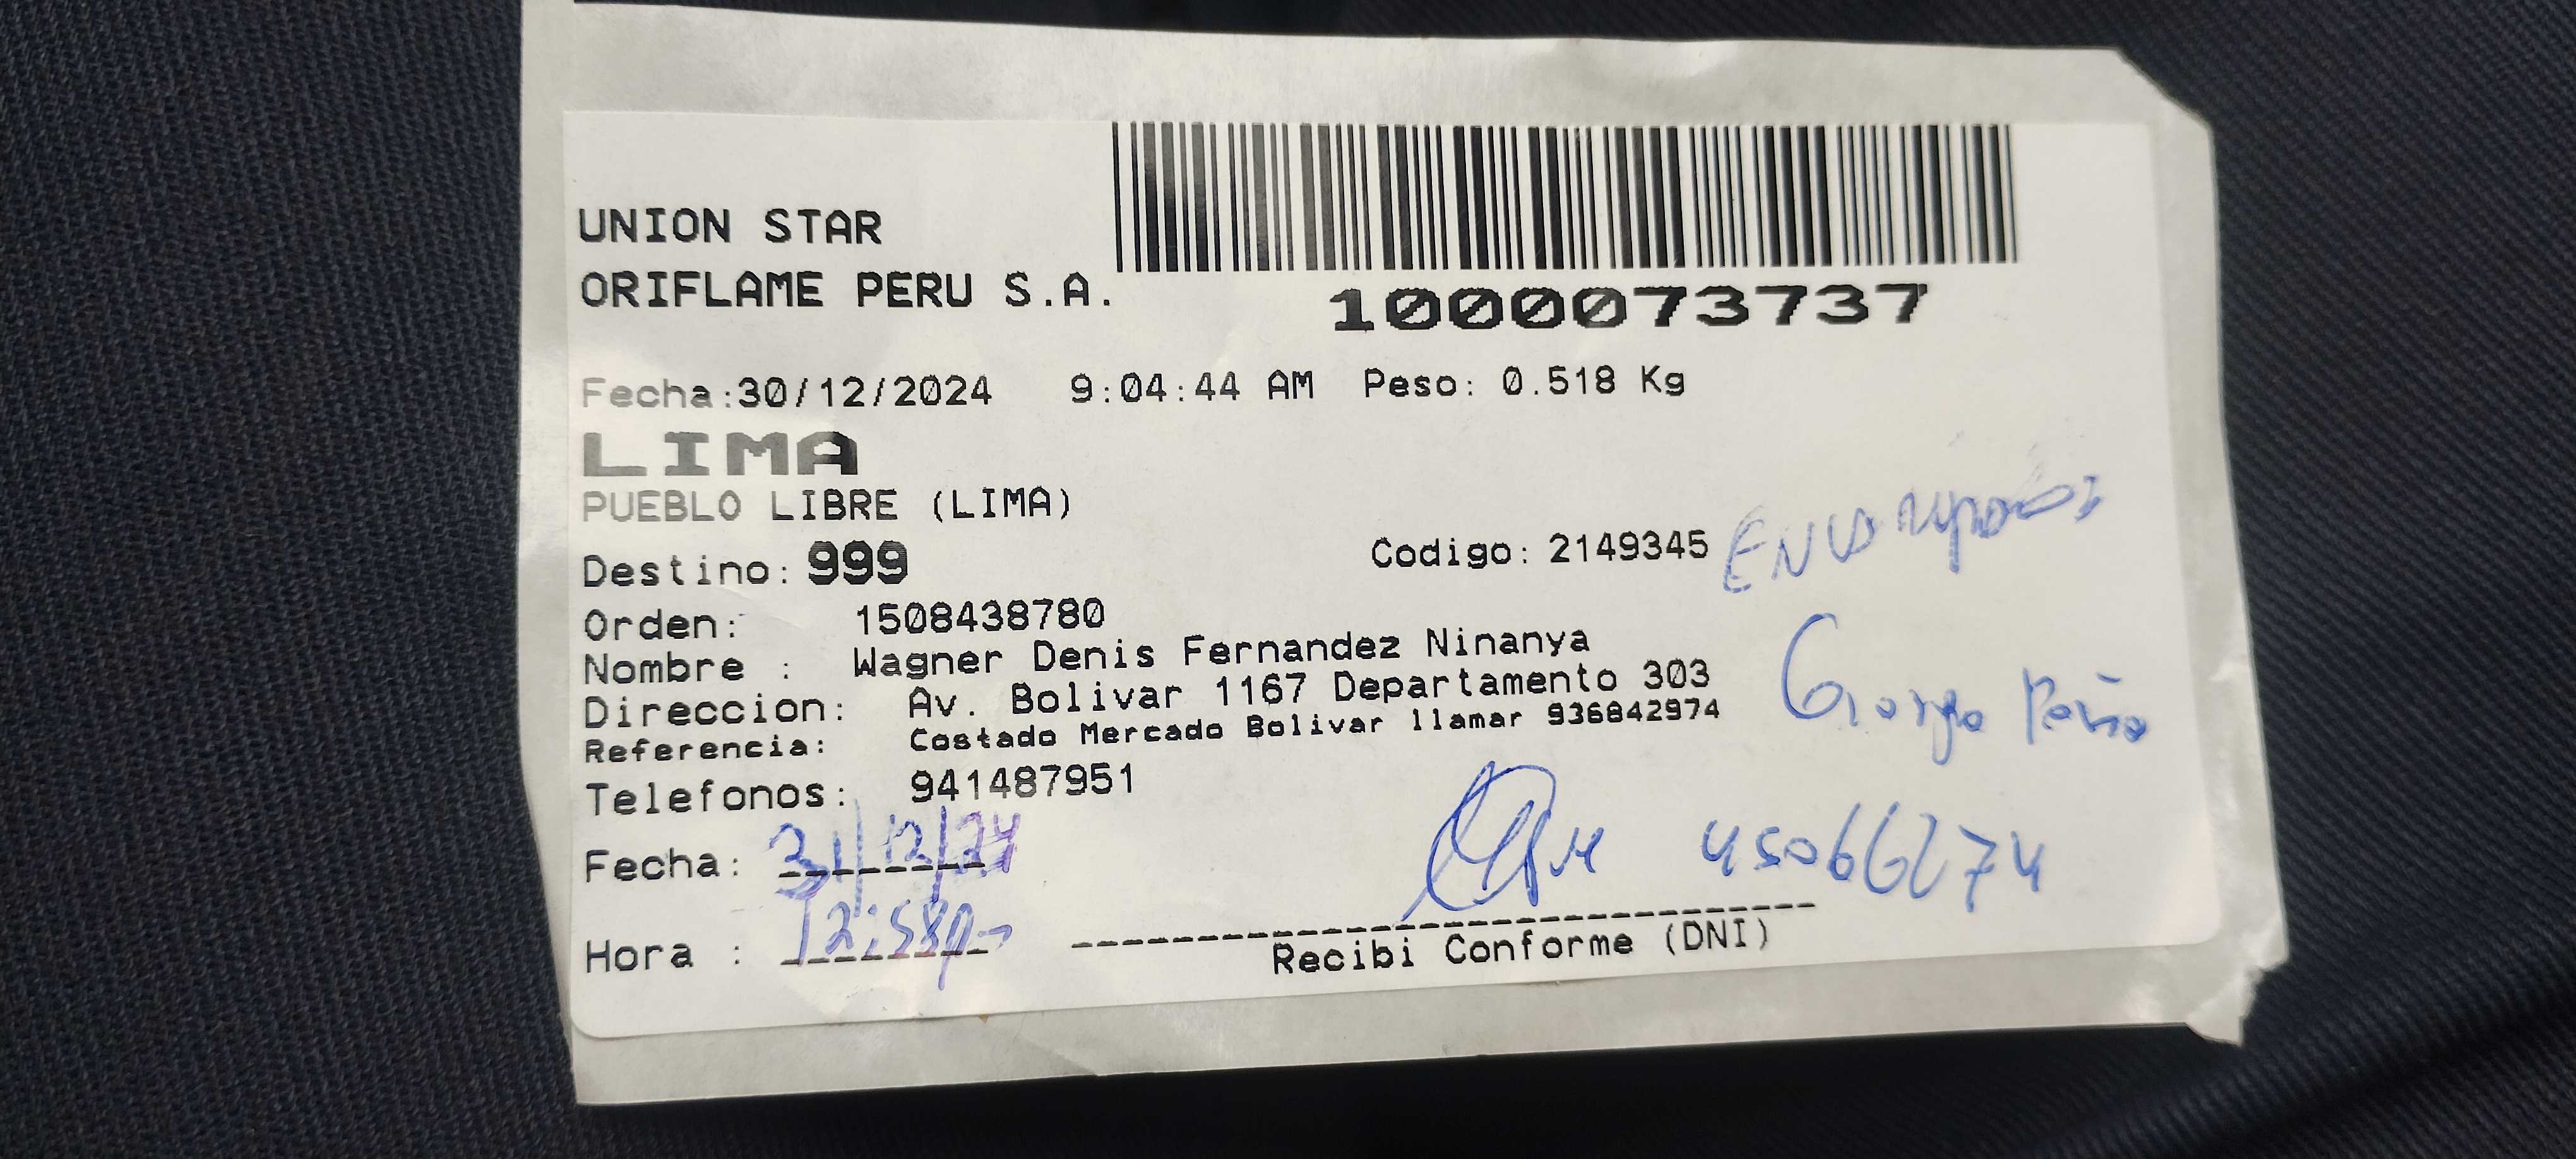 UNION STAR
ORIFLAME PERU S.A.
1000073737
Fecha:30/12/2024 9:04:44 AM Peso: 0.518 Kg
LIMA
PUEBLO LIBRE (LIMA)
Destino: 999
Codigo: 2149345
Orden: 1508438780
Nombre : Wagner Denis Fernandez Ninanya
Direccion: Av. Bolivar 1167 Departamento 303
Referencia: Costado Mercado Bolivar llamar 936842974
Telefonos: 941487951
Fecha: 31/12/24
Hora : 12:58p
Recibi Conforme (DNI)